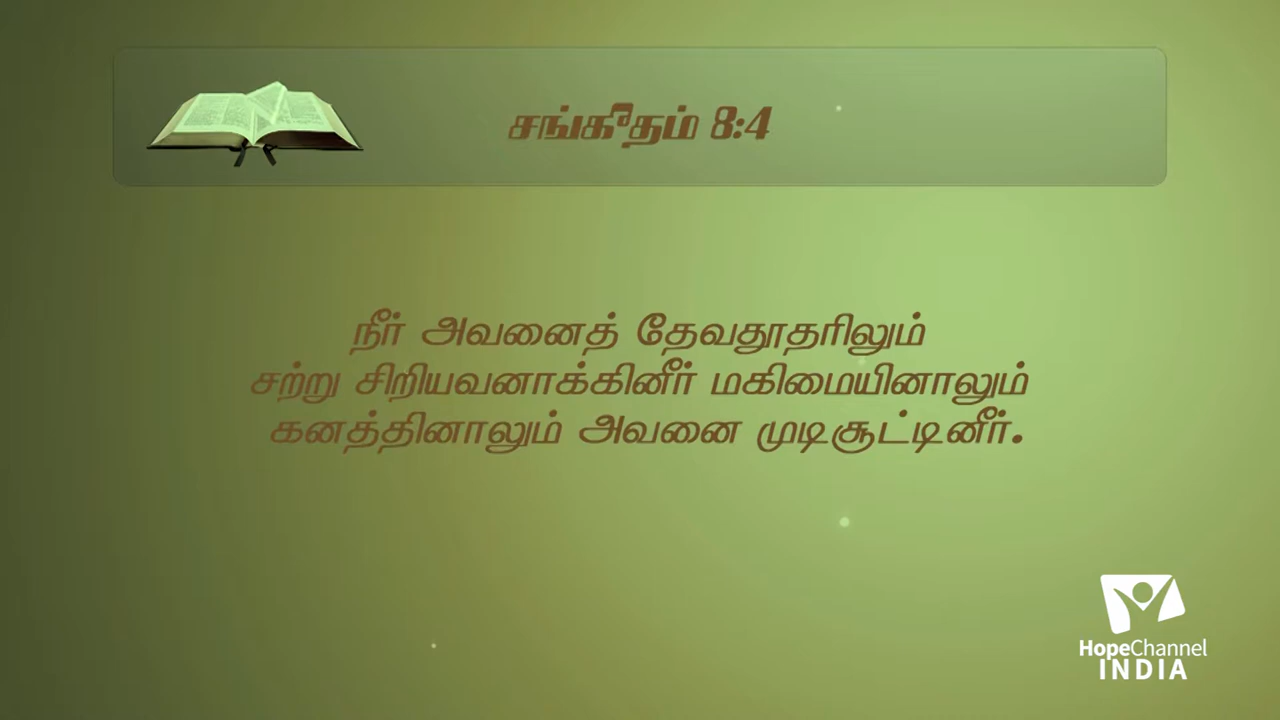 சங்கீதம் 8:4
நீர் அவனைத் தேவதூதரிலும்
சற்று சிறியவனாக்கினீர் மகிமையினாலும்
கனத்தினாலும் அவனை முடிசூட்டினீர்.
HopeChannel
INDIA